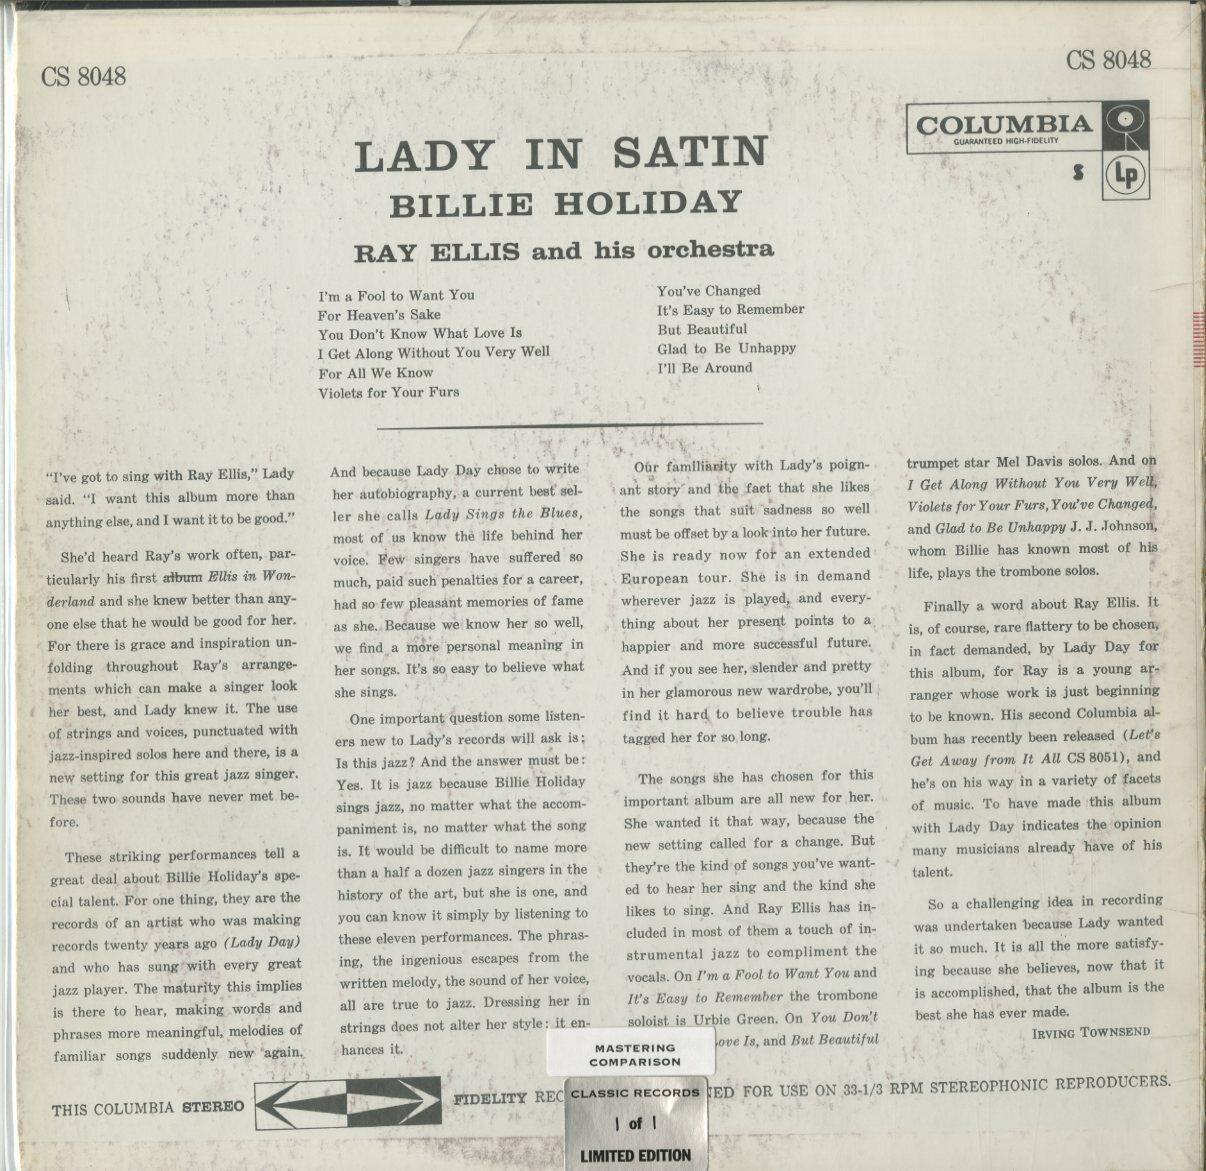 CS 8048
CS 8048
COLUMBIA
GUARANTEED HIGH-FIDELITY
S
Lp
LADY IN SATIN
BILLIE HOLIDAY
RAY ELLIS and his orchestra
I'm a Fool to Want You
For Heaven's Sake
You Don't Know What Love Is
I Get Along Without You Very Well
For All We Know
Violets for Your Furs
You've Changed
It's Easy to Remember
But Beautiful
Glad to Be Unhappy
I'll Be Around
“I've got to sing with Ray Ellis,” Lady
said. “I want this album more than
anything else, and I want it to be good.”
She'd heard Ray's work often, par-
ticularly his first album Ellis in Won-
derland and she knew better than any-
one else that he would be good for her.
For there is grace and inspiration un-
folding throughout Ray's arrange-
ments which can make a singer look
her best, and Lady knew it. The use
of strings and voices, punctuated with
jazz-inspired solos here and there, is a
new setting for this great jazz singer.
These two sounds have never met be-
fore.
These striking performances tell a
great deal about Billie Holiday's spe-
cial talent. For one thing, they are the
records of an artist who was making
records twenty years ago (Lady Day)
and who has sung with every great
jazz player. The maturity this implies
is there to hear, making words and
phrases more meaningful, melodies of
familiar songs suddenly new again.
And because Lady Day chose to write
her autobiography, a current best sel-
ler she calls Lady Sings the Blues,
most of us know the life behind her
voice. Few singers have suffered so
much, paid such penalties for a career,
had so few pleasant memories of fame
as she. Because we know her so well,
we find a more personal meaning in
her songs. It's so easy to believe what
she sings.
One important question some listen-
ers new to Lady's records will ask is:
Is this jazz? And the answer must be:
Yes. It is jazz because Billie Holiday
sings jazz, no matter what the accom-
paniment is, no matter what the song
is. It would be difficult to name more
than a half a dozen jazz singers in the
history of the art, but she is one, and
you can know it simply by listening to
these eleven performances. The phras-
ing, the ingenious escapes from the
written melody, the sound of her voice,
all are true to jazz. Dressing her in
strings does not alter her style: it en-
hances it.
Our familiarity with Lady's poign-
ant story and the fact that she likes
the songs that suit sadness so well
must be offset by a look into her future.
She is ready now for an extended
European tour. She is in demand
wherever jazz is played, and every-
thing about her present points to a
happier and more successful future.
And if you see her, slender and pretty
in her glamorous new wardrobe, you'll
find it hard to believe trouble has
tagged her for so long.
The songs she has chosen for this
important album are all new for her.
She wanted it that way, because the
new setting called for a change. But
they're the kind of songs you've want-
ed to hear her sing and the kind she
likes to sing. And Ray Ellis has in-
cluded in most of them a touch of in-
strumental jazz to compliment the
vocals. On I'm a Fool to Want You and
It's Easy to Remember the trombone
soloist is Urbie Green. On You Don't
ove Is, and But Beautiful
trumpet star Mel Davis solos. And on
I Get Along Without You Very Well,
Violets for Your Furs, You've Changed,
and Glad to Be Unhappy J. J. Johnson,
whom Billie has known most of his
life, plays the trombone solos.
Finally a word about Ray Ellis. It
is, of course, rare flattery to be chosen,
in fact demanded, by Lady Day for
this album, for Ray is a young ar-
ranger whose work is just beginning
to be known. His second Columbia al-
bum has recently been released (Let's
Get Away from It All CS 8051), and
he's on his way in a variety of facets
of music. To have made this album
with Lady Day indicates the opinion
many musicians already have of his
talent.
So a challenging idea in recording
was undertaken because Lady wanted
it so much. It is all the more satisfy-
ing because she believes, now that it
is accomplished, that the album is the
best she has ever made.
IRVING TOWNSEND
THIS COLUMBIA STEREO FIDELITY REC NED FOR USE ON 33-1/3 RPM STEREOPHONIC REPRODUCERS.
MASTERING
COMPARISON
CLASSIC RECORDS
1 of 1
LIMITED EDITION